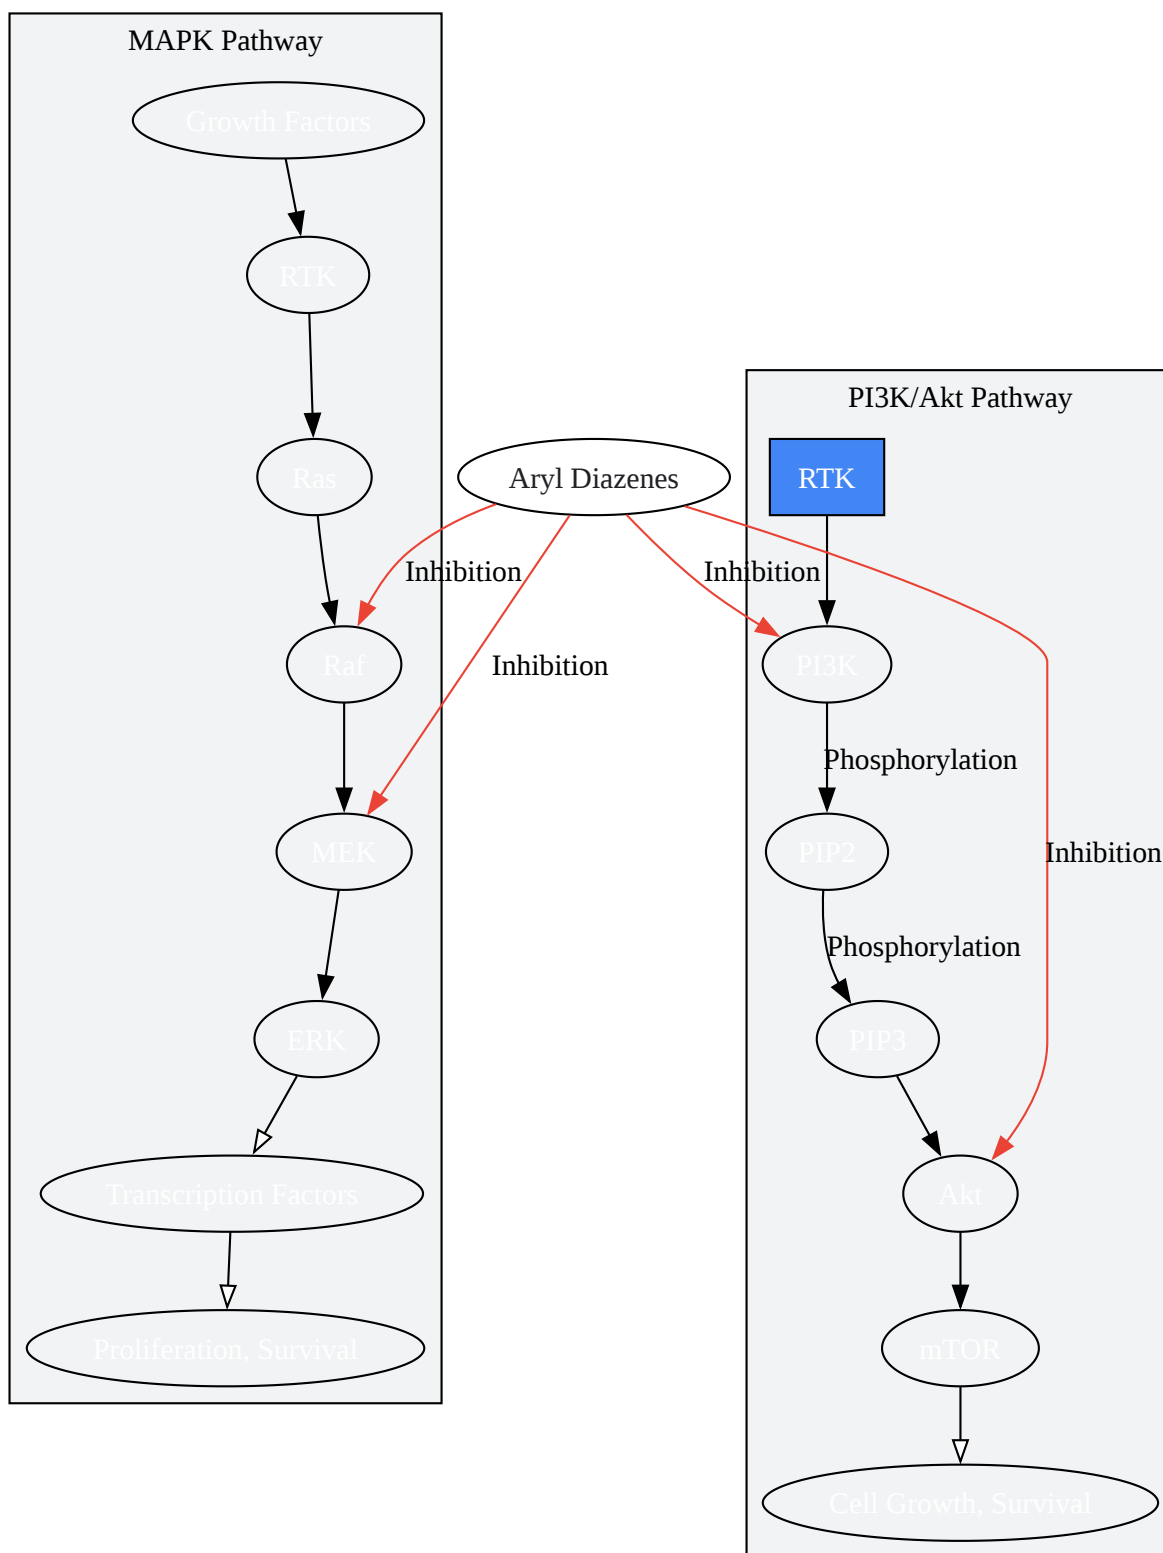 MAPK Pathway
Growth Factors
RTK
Ras
Raf
MEK
ERK
Transcription Factors
Proliferation, Survival
Aryl Diazenes
Inhibition
Inhibition
Inhibition
Inhibition
PI3K/Akt Pathway
RTK
PI3K
Phosphorylation
PIP2
Phosphorylation
PIP3
Akt
mTOR
Cell Growth, Survival